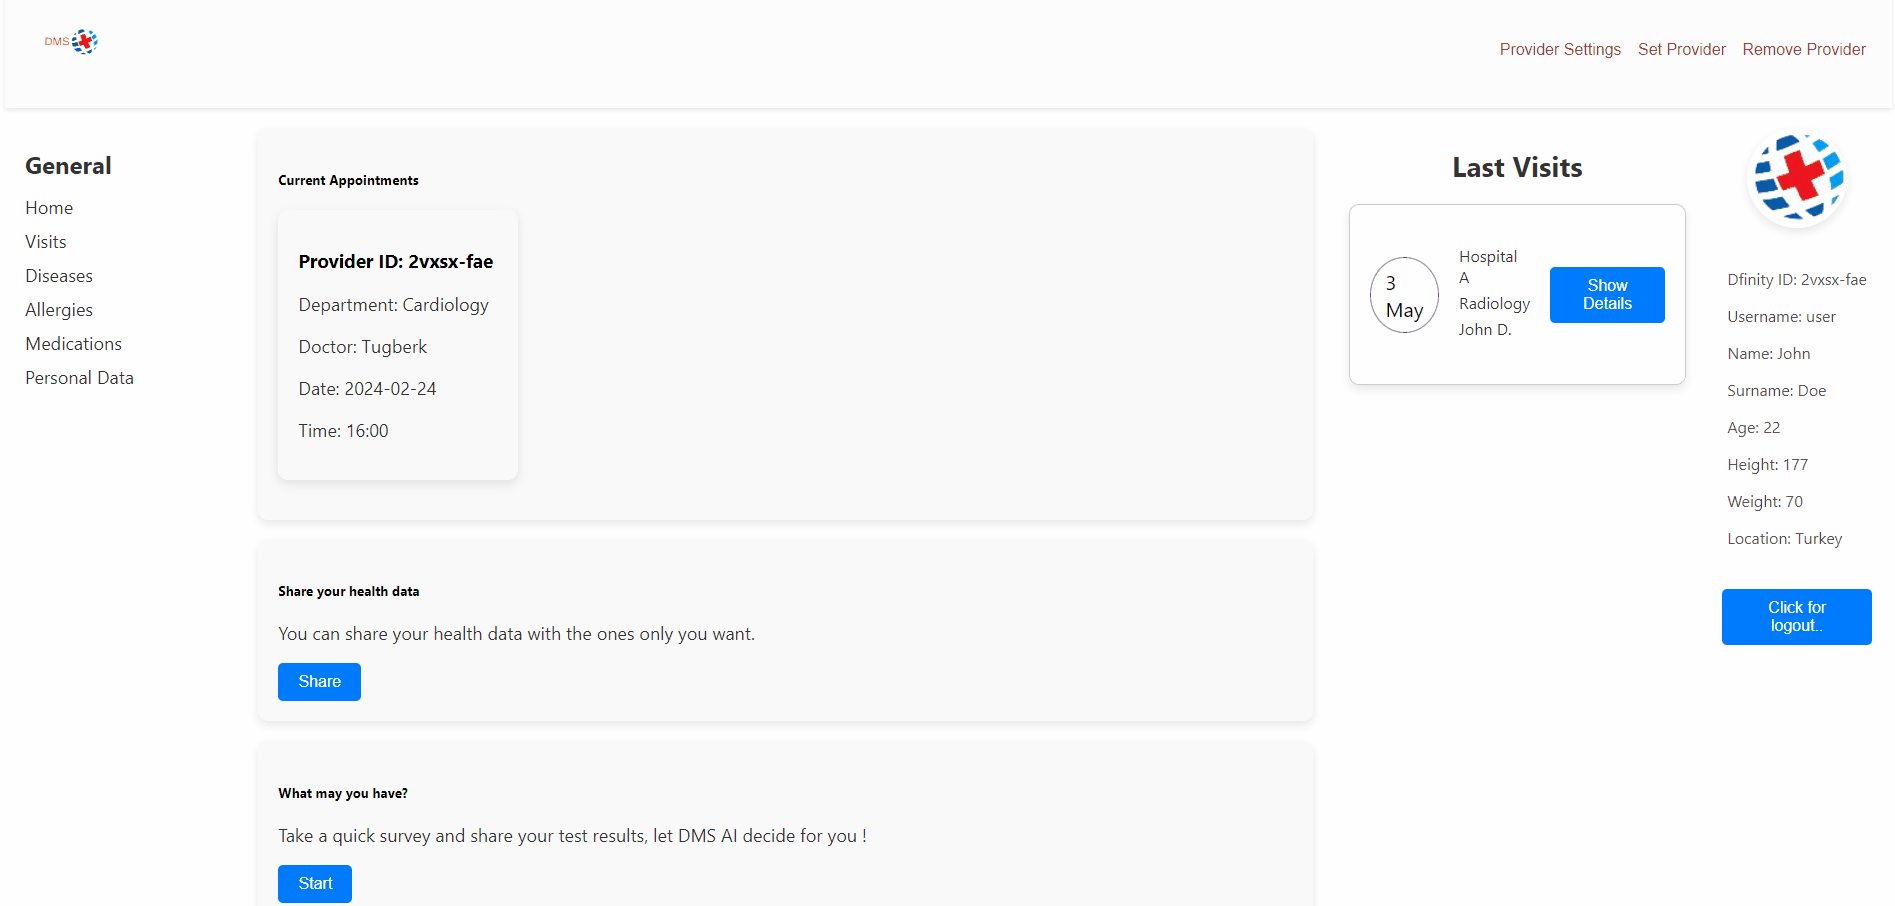 DMS
Provider Settings Set Provider Remove Provider
General
Home
Visits
Diseases
Allergies
Medications
Personal Data
Current Appointments
Provider ID: 2vxsx-fae
Department: Cardiology
Doctor: Tugberk
Date: 2024-02-24
Time: 16:00
Share your health data
You can share your health data with the ones only you want.
Share
What may you have?
Take a quick survey and share your test results, let DMS AI decide for you !
Start
Last Visits
3
May
Hospital
A
Radiology
John D.
Show
Details
Dfinity ID: 2vxsx-fae
Username: user
Name: John
Surname: Doe
Age: 22
Height: 177
Weight: 70
Location: Turkey
Click for
logout..